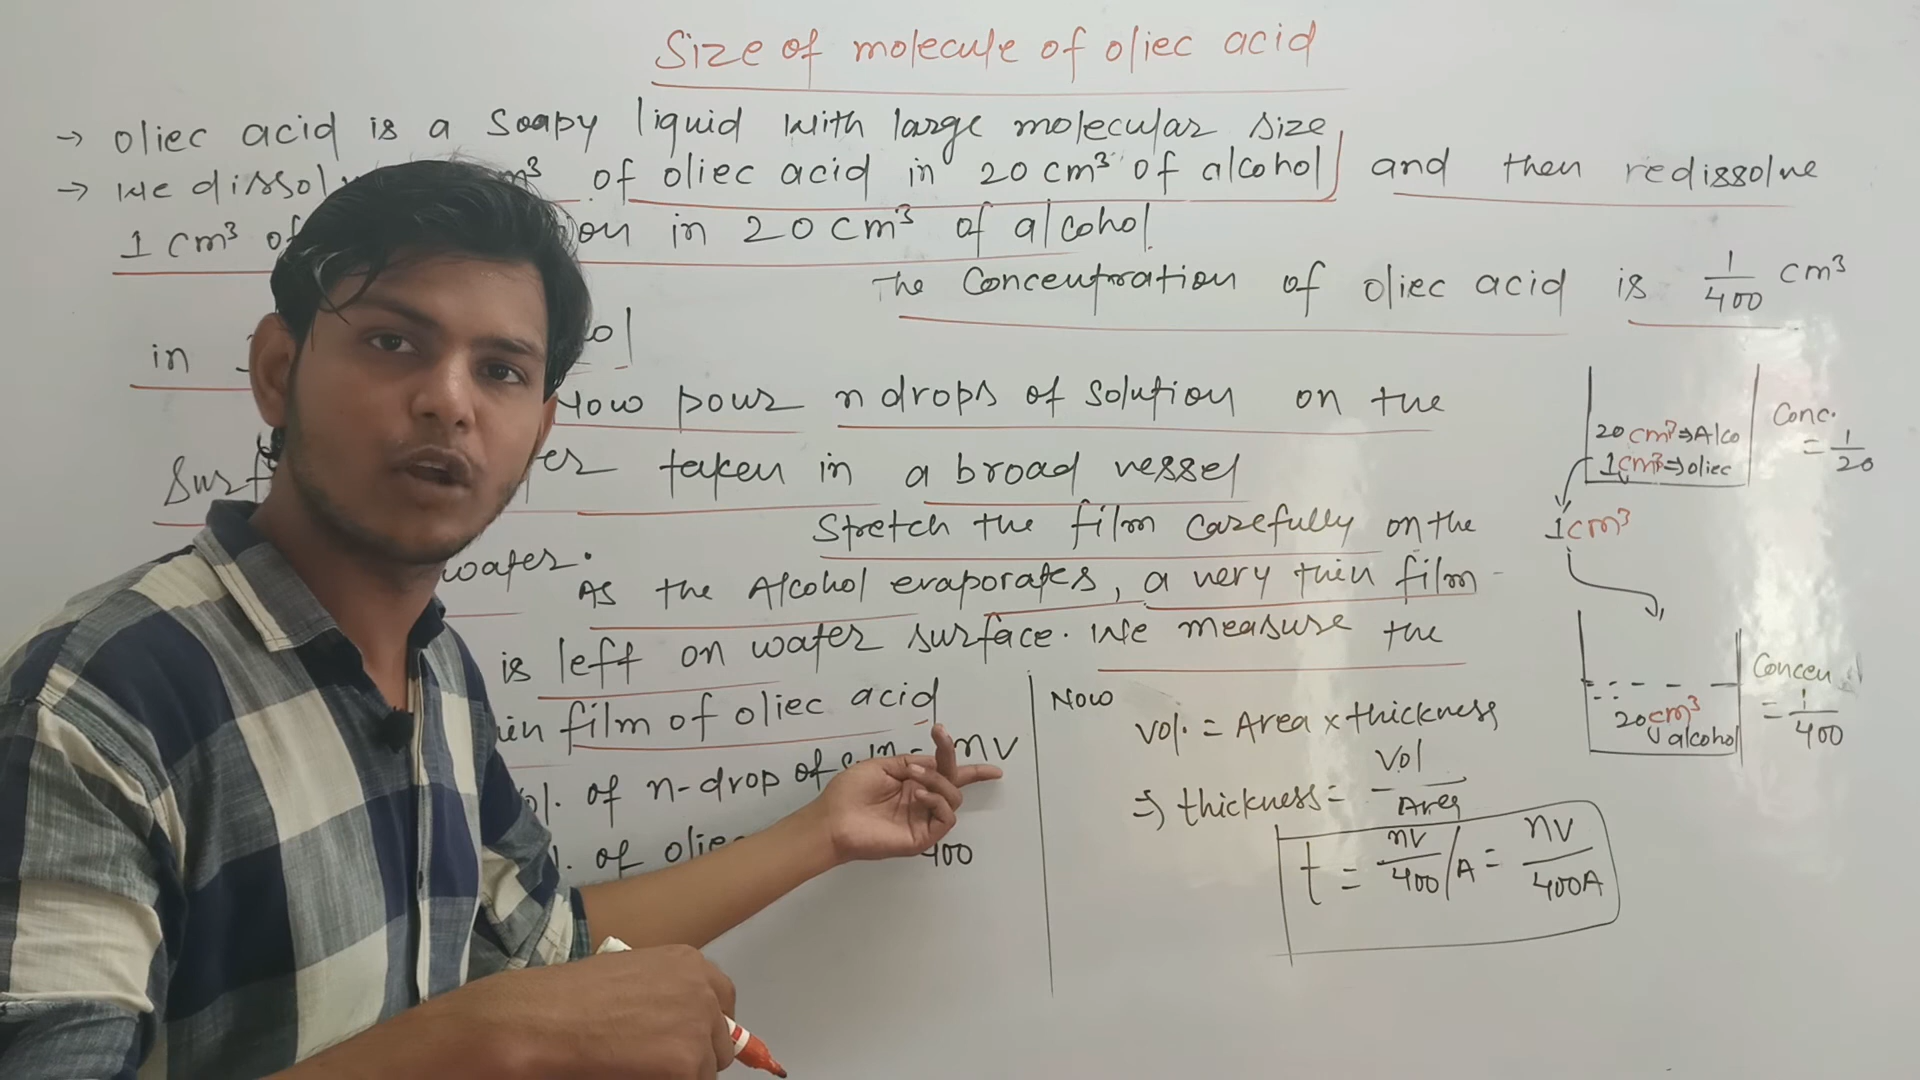 Size of molecule of oliec acid
→ oliec acid is a Soapy liquid with large molecular size
→ We dissol m³ of oliec acid in 20 cm³ of alcohol and then redissolve
1 cm³ of on in 20 cm³ of alcohol.
The Concentration of oliec acid is 1/400 cm³
in ol
Now pour n drops of solution on the
Surf er taken in a broad vessel
Stretch the film carefully on the
water.
As the Alcohol evaporates, a very thin film
is left on water surface. We measure the
in film of oliec acid
ol. of n-drop of nv
l. of olie 400
Now
vol. = Area x thickness
⇒ thickness = Vol / Area
t = nv/400 / A = nv/400A
20 cm³ ⇒ Alco
1 cm³ ⇒ oliec
Conc. = 1/20
1 cm³
20 cm³
alcohol
Concen
= 1/400